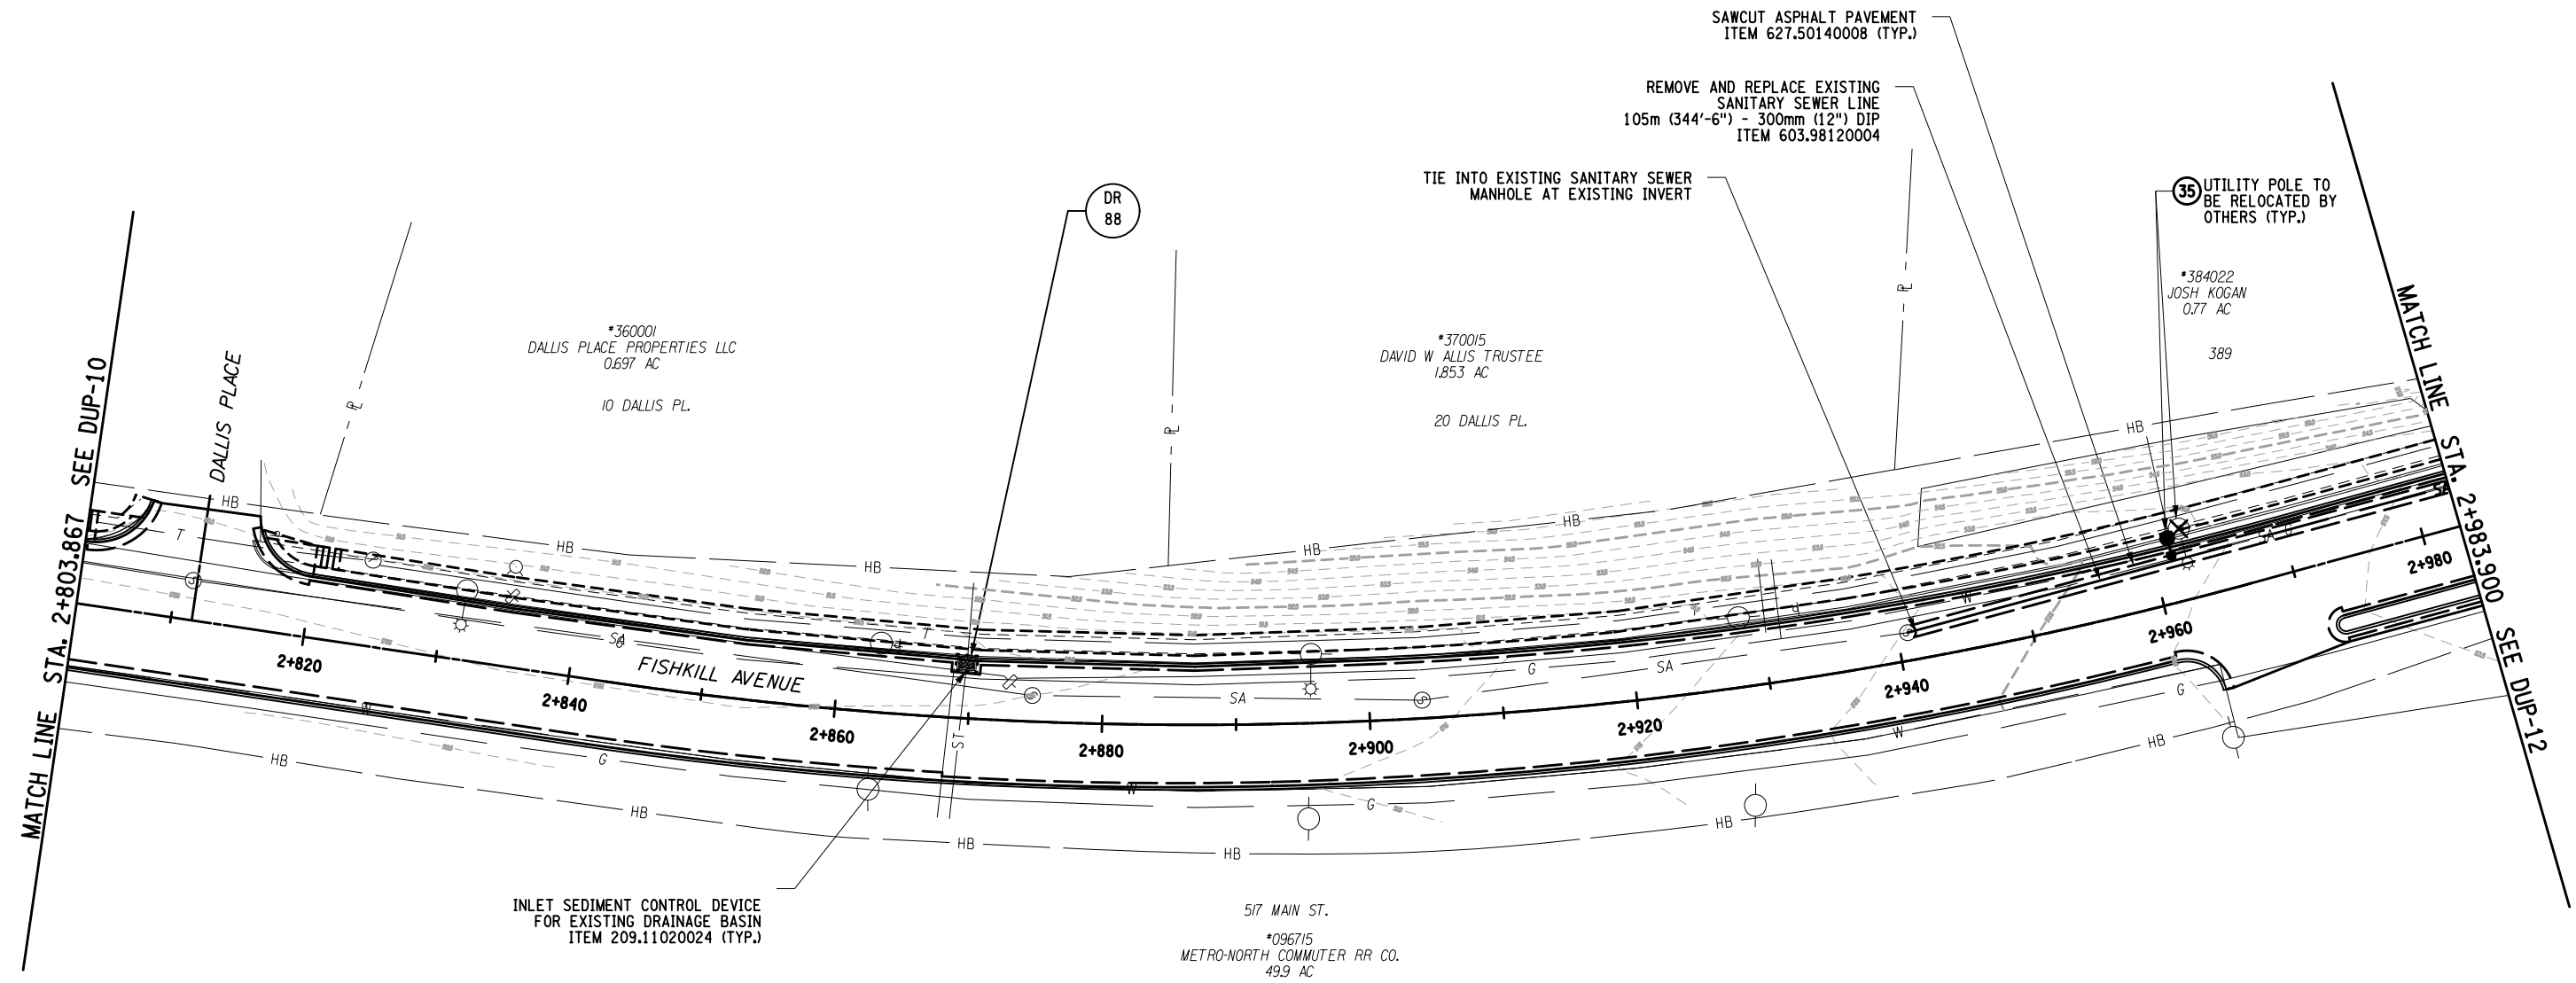 SAWCUT ASPHALT PAVEMENT
ITEM 627.50140008 (TYP.)
REMOVE AND REPLACE EXISTING
SANITARY SEWER LINE
105m (344'-6") - 300mm (12") DIP
ITEM 603.98120004
TIE INTO EXISTING SANITARY SEWER
MANHOLE AT EXISTING INVERT
35
UTILITY POLE TO
BE RELOCATED BY
OTHERS (TYP.)
DR
88
*384022
JOSH KOGAN
0.77 AC
389
*360001
DALLIS PLACE PROPERTIES LLC
0.697 AC
10 DALLIS PL.
*370015
DAVID W ALLIS TRUSTEE
1.853 AC
20 DALLIS PL.
MATCH LINE STA. 2+803.867 SEE DUP-10
DALLIS PLACE
MATCH LINE STA. 2+983.900 SEE DUP-12
PL
PL
PL
HB
HB
HB
HB
HB
HB
T
T
SA
SA
SA
SA
G
W
FISHKILL AVENUE
2+820
2+840
2+860
2+880
2+900
2+920
2+940
2+960
2+980
ST
W
W
W
G
G
G
HB
HB
HB
HB
HB
HB
INLET SEDIMENT CONTROL DEVICE
FOR EXISTING DRAINAGE BASIN
ITEM 209.11020024 (TYP.)
517 MAIN ST.
*096715
METRO-NORTH COMMUTER RR CO.
49.9 AC